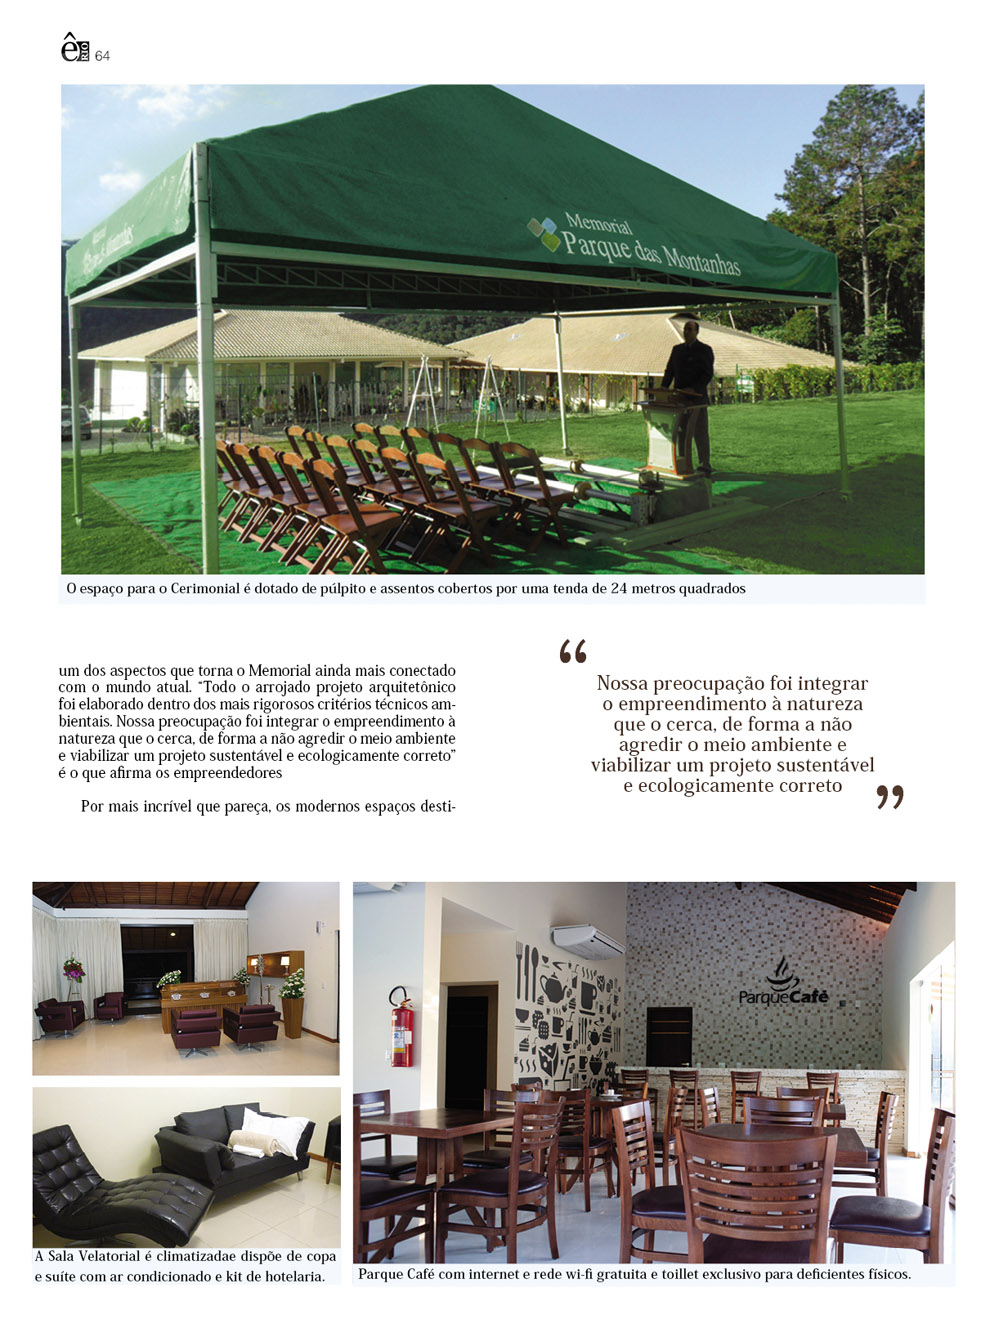 ê RIO 64
Memorial
Parque das Montanhas
O espaço para o Cerimonial é dotado de púlpito e assentos cobertos por uma tenda de 24 metros quadrados
um dos aspectos que torna o Memorial ainda mais conectado
com o mundo atual. “Todo o arrojado projeto arquitetônico
foi elaborado dentro dos mais rigorosos critérios técnicos am-
bientais. Nossa preocupação foi integrar o empreendimento à
natureza que o cerca, de forma a não agredir o meio ambiente
e viabilizar um projeto sustentável e ecologicamente correto”
é o que afirma os empreendedores
Por mais incrível que pareça, os modernos espaços desti-
“
Nossa preocupação foi integrar
o empreendimento à natureza
que o cerca, de forma a não
agredir o meio ambiente e
viabilizar um projeto sustentável
e ecologicamente correto
”
ParqueCafé
A Sala Velatorial é climatizadae dispõe de copa
e suíte com ar condicionado e kit de hotelaria.
Parque Café com internet e rede wi-fi gratuita e toillet exclusivo para deficientes físicos.